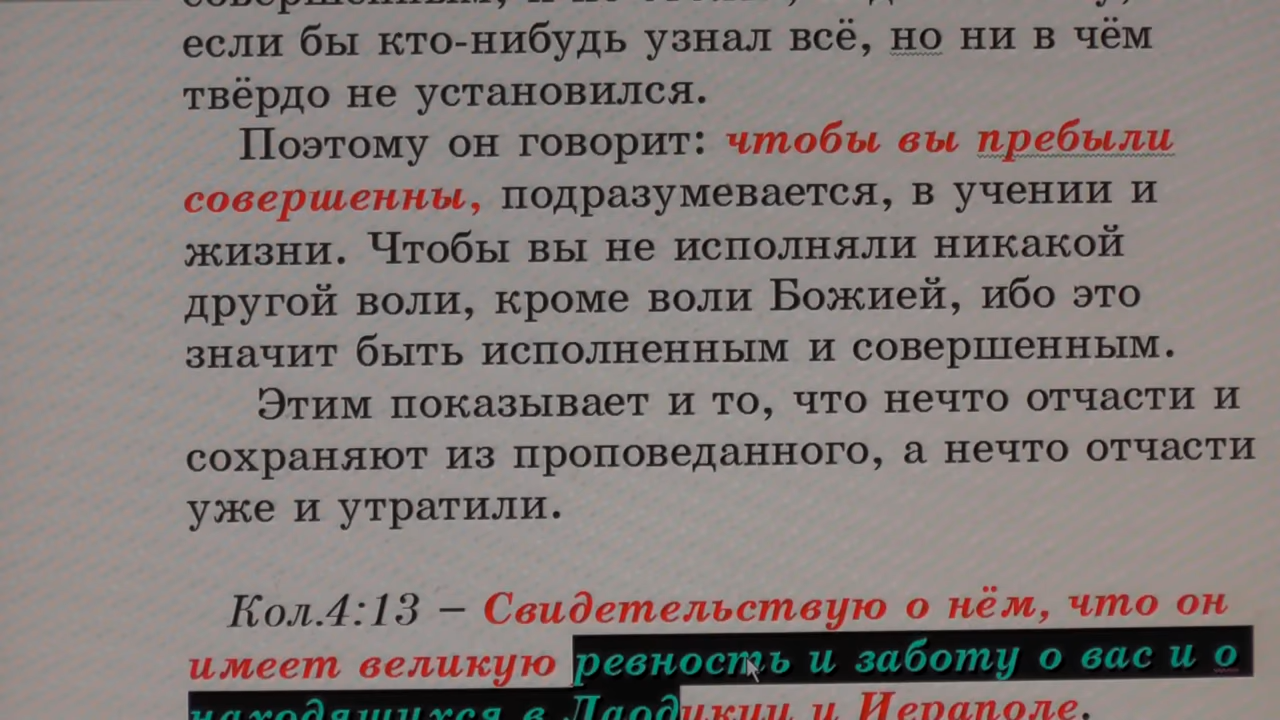 если бы кто-нибудь узнал всё, но ни в чём
твёрдо не установился.
Поэтому он говорит: чтобы вы пребыли
совершенны, подразумевается, в учении и
жизни. Чтобы вы не исполняли никакой
другой воли, кроме воли Божией, ибо это
значит быть исполненным и совершенным.
Этим показывает и то, что нечто отчасти и
сохраняют из проповеданного, а нечто отчасти
уже и утратили.
Кол.4:13 – Свидетельствую о нём, что он
имеет великую ревность и заботу о вас и о
находящихся в Лаодикии и Иераполе.